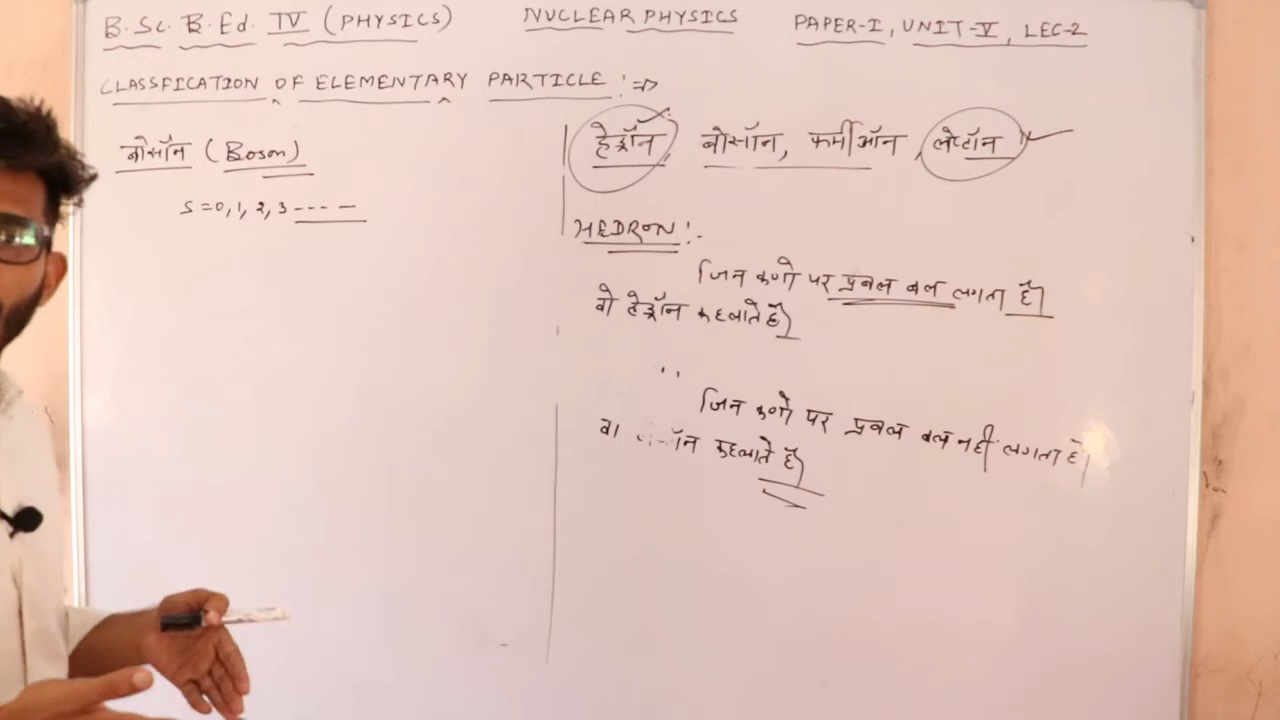 B.Sc. B.Ed. IV (PHYSICS) NUCLEAR PHYSICS PAPER-I, UNIT-V, LEC-2
CLASSFICATION OF ELEMENTARY PARTICLE :⇒
बोसॉन (Boson)
S=0,1,2,3----
हेड्रॉन, बोसॉन, फर्मीऑन, लेप्टॉन
HEDRON :-
जिन कणो पर प्रबल बल लगता है।
वो हेड्रॉन कहलाते है।
जिन कणो पर प्रबल बल नही लगता है।
कहलाते है।